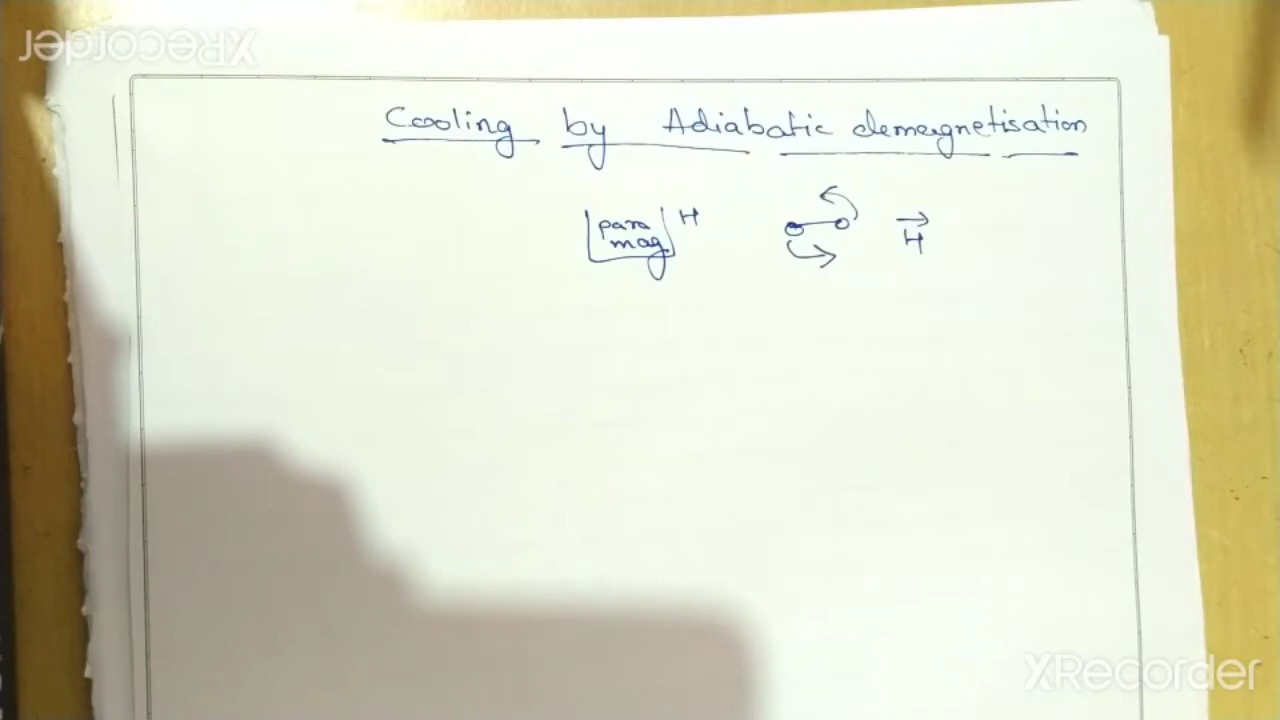 XRecorder
Cooling by Adiabatic demagnetisation
para H H
mag
XRecorder